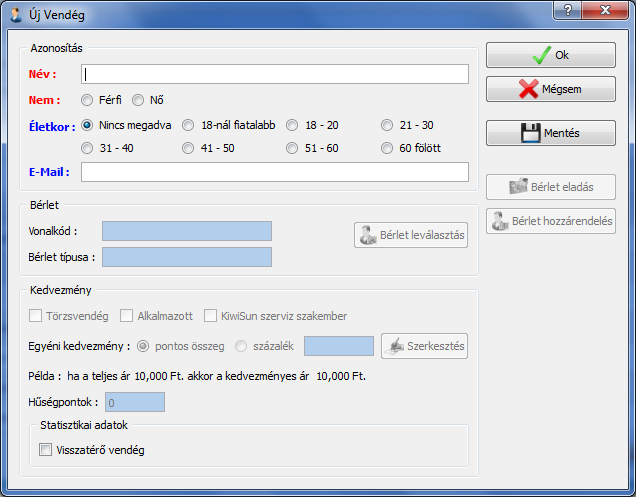 Új Vendég
Azonosítás
Név :
Nem :
Férfi
Nő
Életkor :
Nincs megadva
18-nál fiatalabb
18 - 20
21 - 30
31 - 40
41 - 50
51 - 60
60 fölött
E-Mail :
Ok
Mégsem
Mentés
Bérlet eladás
Bérlet hozzárendelés
Bérlet
Vonalkód :
Bérlet típusa :
Bérlet leválasztás
Kedvezmény
Törzsvendég
Alkalmazott
KiwiSun szerviz szakember
Egyéni kedvezmény :
pontos összeg
százalék
Szerkesztés
Példa : ha a teljes ár 10,000 Ft. akkor a kedvezményes ár 10,000 Ft.
Hűségpontok :
0
Statisztikai adatok
Visszatérő vendég